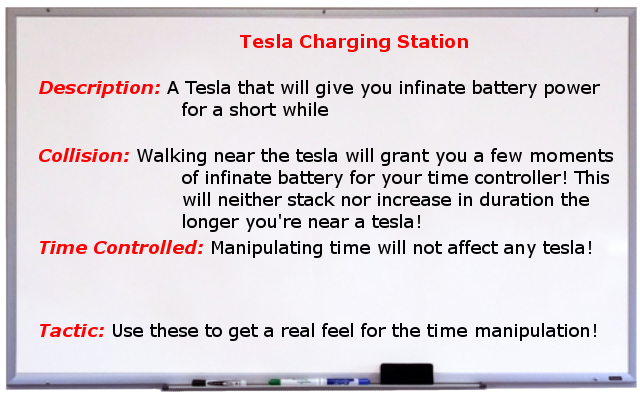 Tesla Charging Station
Description: A Tesla that will give you infinate battery power
for a short while
Collision: Walking near the tesla will grant you a few moments
of infinate battery for your time controller! This
will neither stack nor increase in duration the
longer you're near a tesla!
Time Controlled: Manipulating time will not affect any tesla!
Tactic: Use these to get a real feel for the time manipulation!